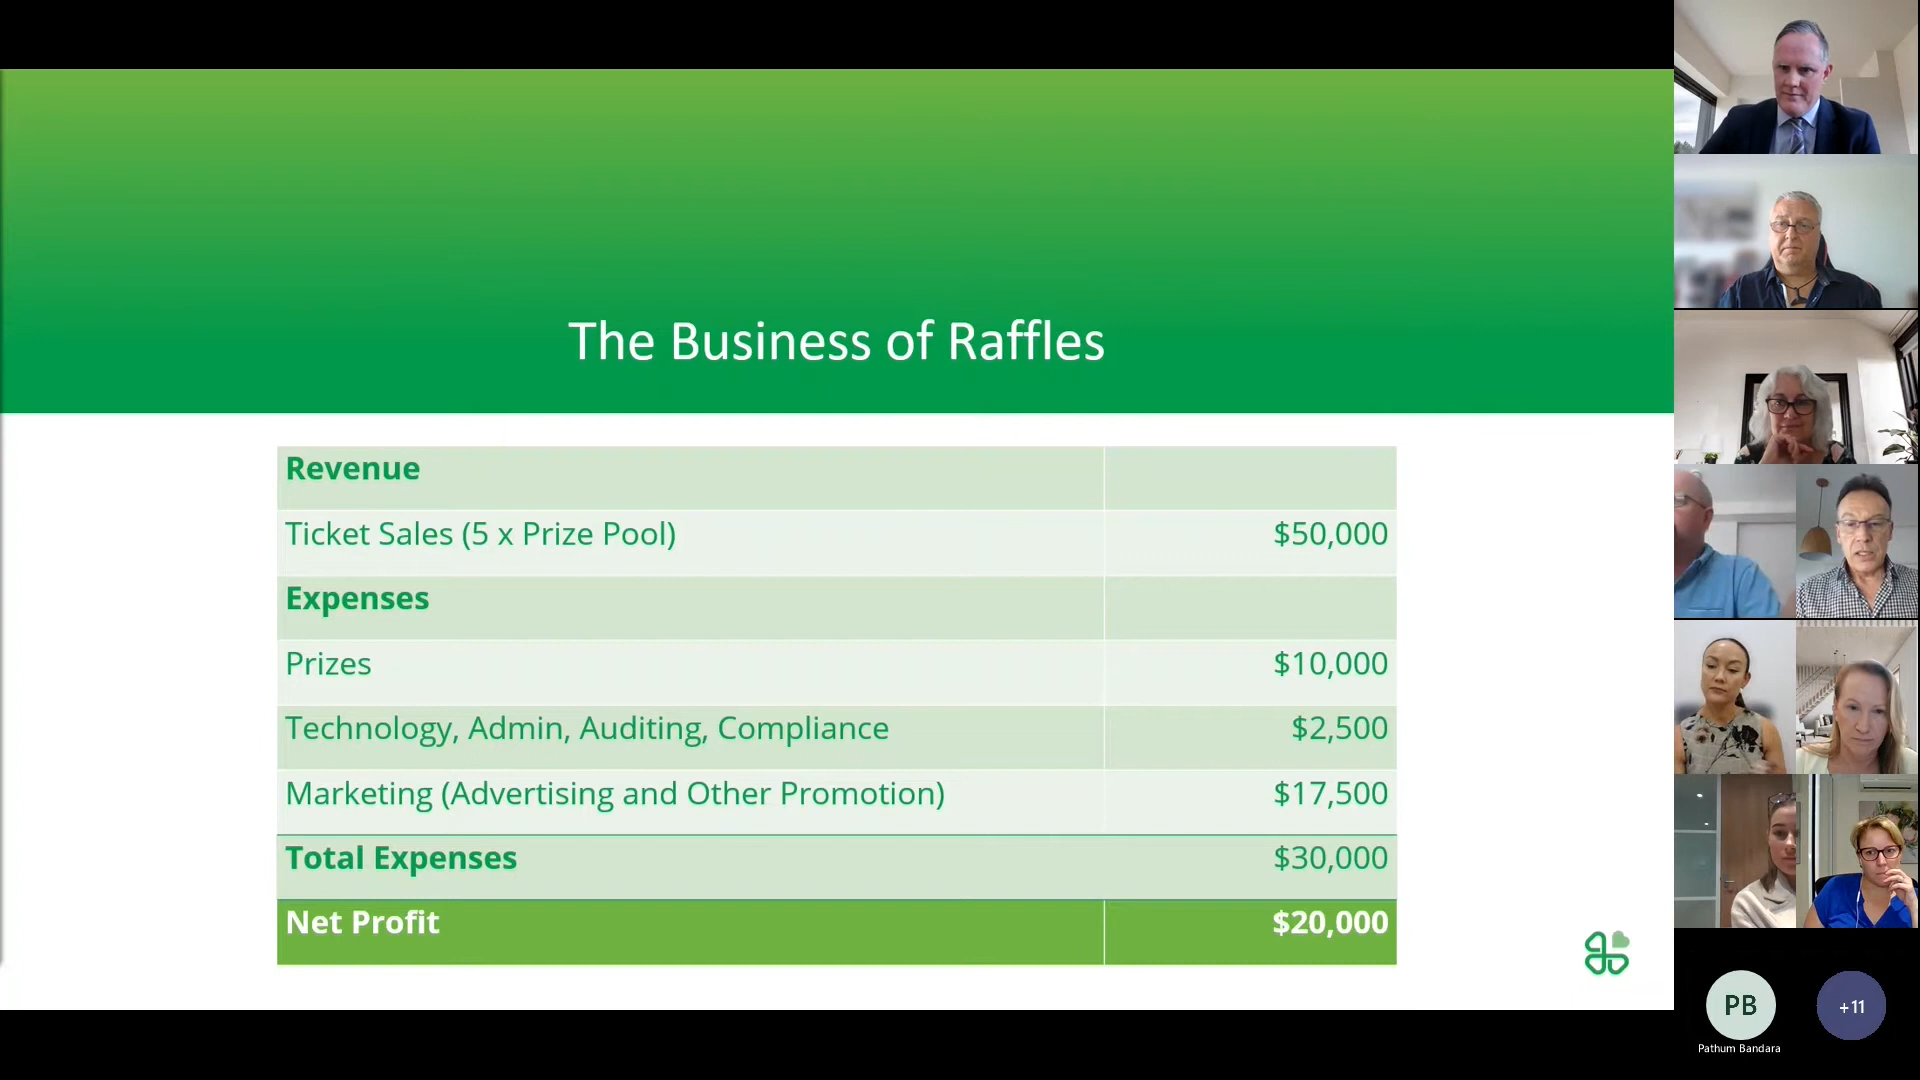 The Business of Raffles
Revenue
Ticket Sales (5 x Prize Pool) $50,000
Expenses
Prizes $10,000
Technology, Admin, Auditing, Compliance $2,500
Marketing (Advertising and Other Promotion) $17,500
Total Expenses $30,000
Net Profit $20,000
PB
+11
Pathum Bandara